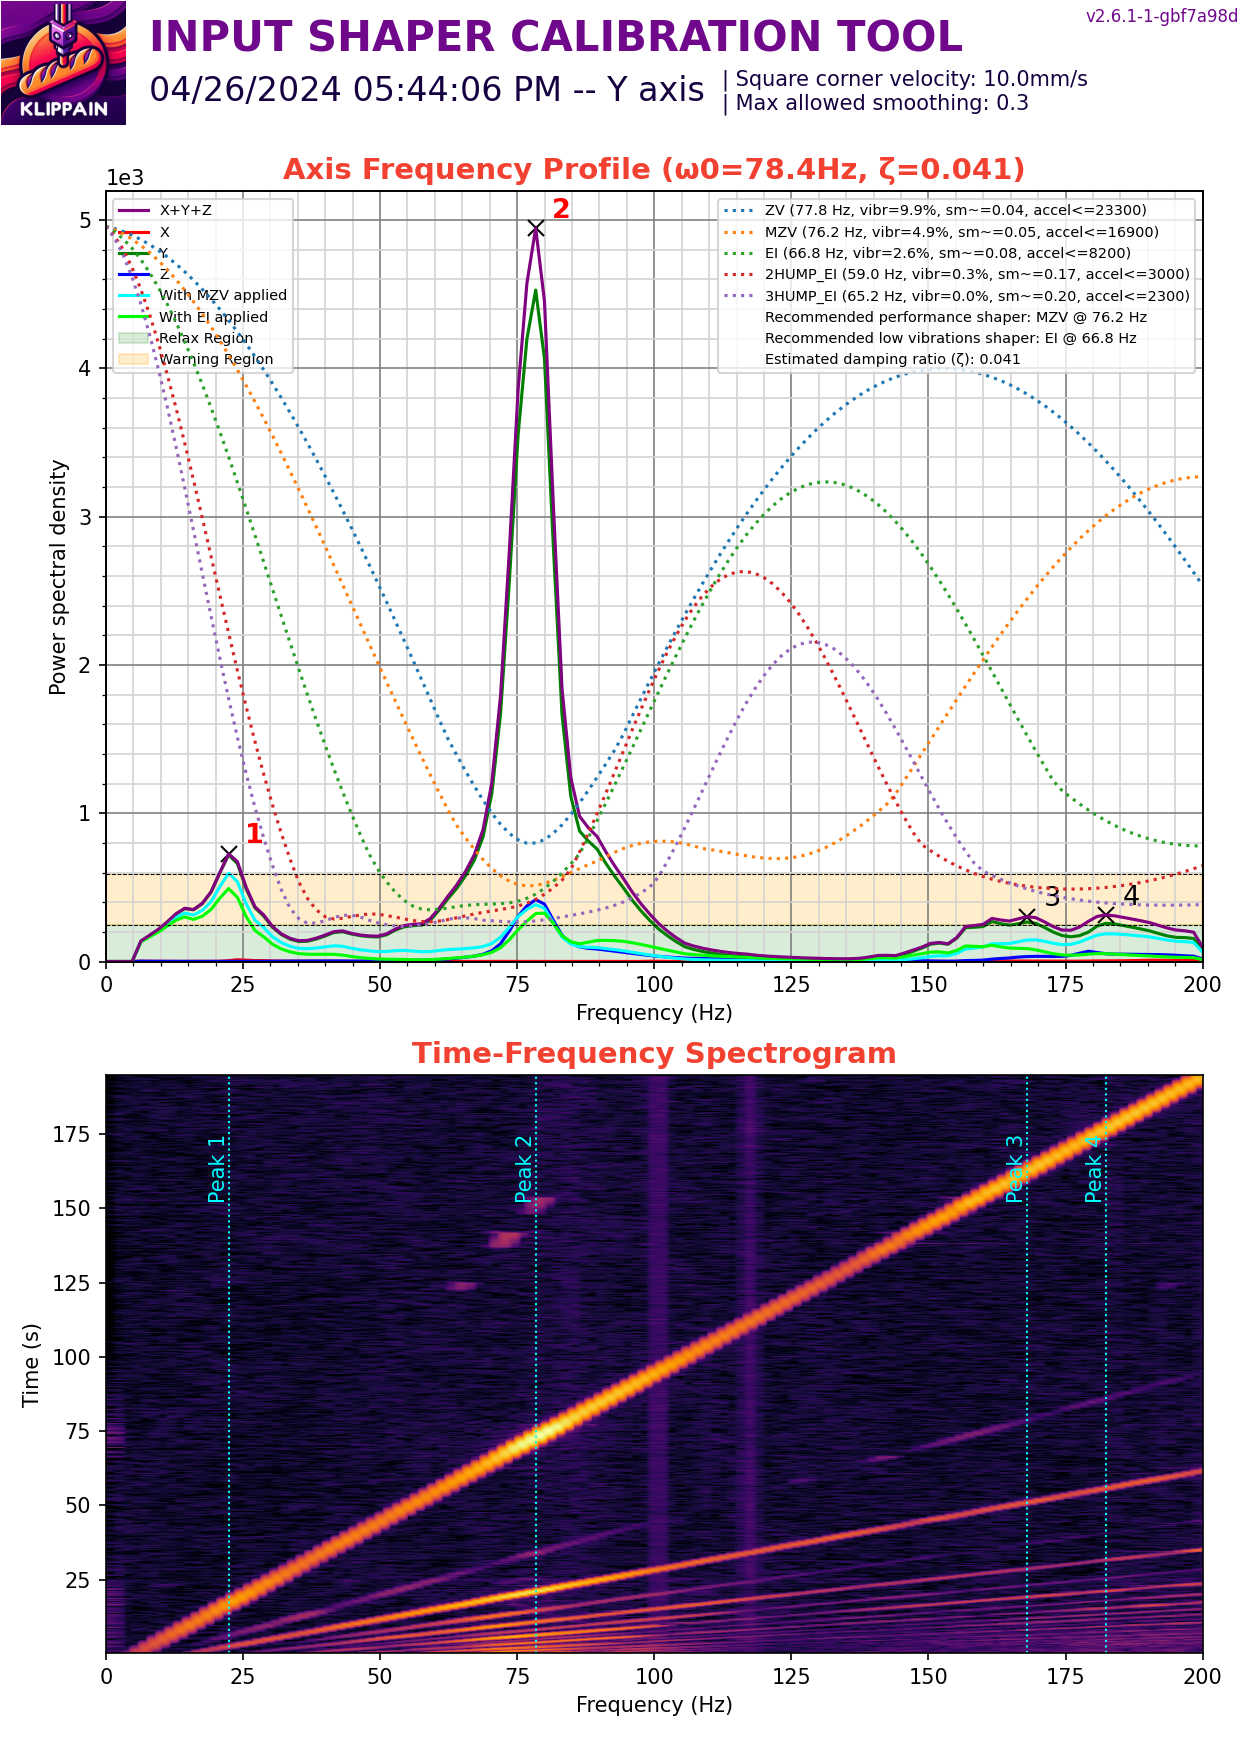 v2.6.1-1-gbf7a98d
INPUT SHAPER CALIBRATION TOOL
04/26/2024 05:44:06 PM -- Y axis
| Square corner velocity: 10.0mm/s
| Max allowed smoothing: 0.3
KLIPPAIN
Axis Frequency Profile (ω0=78.4Hz, ζ=0.041)
1e3
X+Y+Z
X
Y
Z
With MZV applied
With EI applied
Relax Region
Warning Region
ZV (77.8 Hz, vibr=9.9%, sm~=0.04, accel<=23300)
MZV (76.2 Hz, vibr=4.9%, sm~=0.05, accel<=16900)
EI (66.8 Hz, vibr=2.6%, sm~=0.08, accel<=8200)
2HUMP_EI (59.0 Hz, vibr=0.3%, sm~=0.17, accel<=3000)
3HUMP_EI (65.2 Hz, vibr=0.0%, sm~=0.20, accel<=2300)
Recommended performance shaper: MZV @ 76.2 Hz
Recommended low vibrations shaper: EI @ 66.8 Hz
Estimated damping ratio (ζ): 0.041
5
4
3
2
1
0
Power spectral density
1
2
3
4
0 25 50 75 100 125 150 175 200
Frequency (Hz)
Time-Frequency Spectrogram
175
150
125
100
75
50
25
Time (s)
Peak 1
Peak 2
Peak 3
Peak 4
0 25 50 75 100 125 150 175 200
Frequency (Hz)